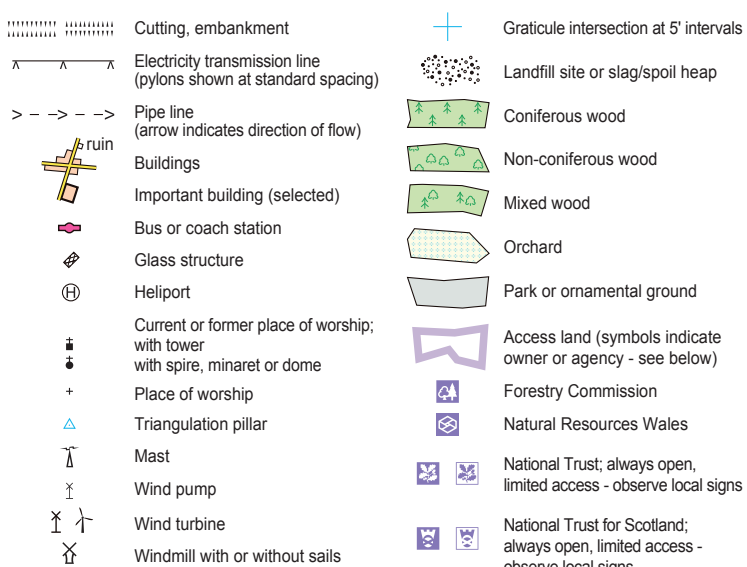 Cutting, embankment
Electricity transmission line
(pylons shown at standard spacing)
Pipe line
(arrow indicates direction of flow)
ruin
Buildings
Important building (selected)
Bus or coach station
Glass structure
H
Heliport
Current or former place of worship;
with tower
with spire, minaret or dome
Place of worship
Triangulation pillar
Mast
Wind pump
Wind turbine
Windmill with or without sails
Graticule intersection at 5' intervals
Landfill site or slag/spoil heap
Coniferous wood
Non-coniferous wood
Mixed wood
Orchard
Park or ornamental ground
Access land (symbols indicate
owner or agency - see below)
Forestry Commission
Natural Resources Wales
National Trust; always open,
limited access - observe local signs
National Trust for Scotland;
always open, limited access -
observe local signs